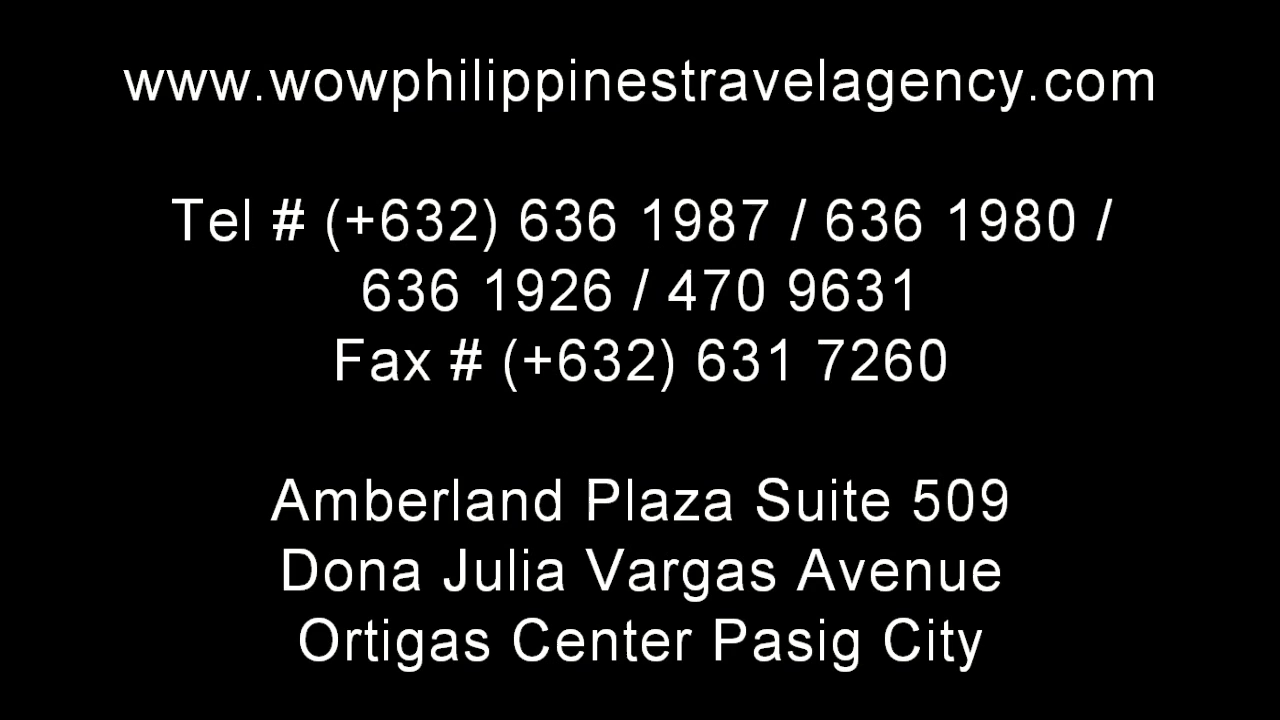 www.wowphilippinestravelagency.com
Tel # (+632) 636 1987 / 636 1980 /
636 1926 / 470 9631
Fax # (+632) 631 7260
Amberland Plaza Suite 509
Dona Julia Vargas Avenue
Ortigas Center Pasig City